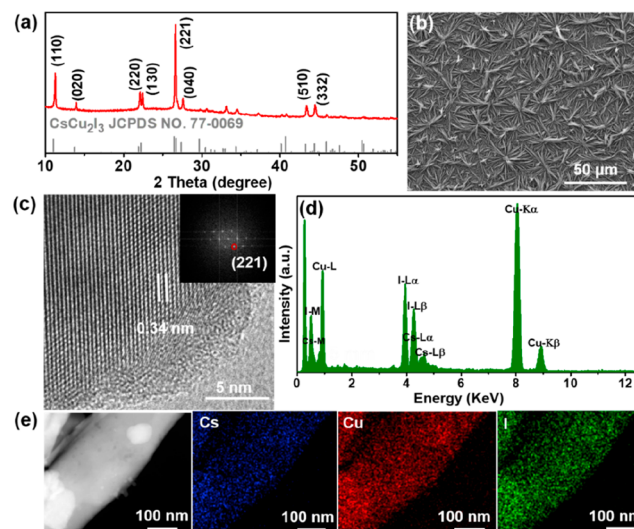 (a)
(110)
(020)
(220)
(130)
(221)
(040)
(510)
(332)
CsCu₂I₃ JCPDS NO. 77-0069
10 20 30 40 50
2 Theta (degree)
(b)
50 μm
(c)
(221)
0.34 nm
5 nm
(d)
Intensity (a.u.)
I-M
Cs-M
Cu-L
I-Lα
I-Lβ
Cs-Lα
Cs-Lβ
Cu-Kα
Cu-Kβ
0 2 4 6 8 10 12
Energy (KeV)
(e)
Cs
Cu
I
100 nm
100 nm
100 nm
100 nm